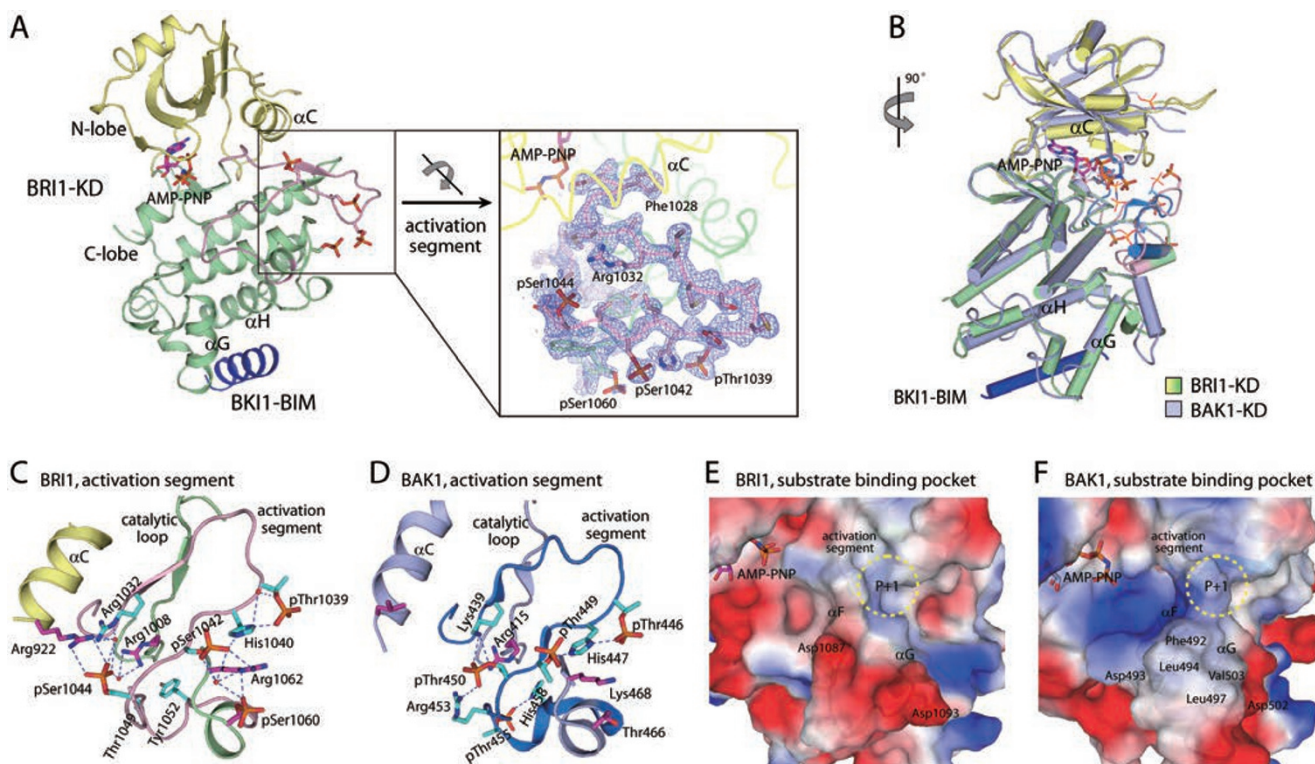 A
N-lobe
αC
BRI1-KD
AMP-PNP
C-lobe
αH
αG
BKI1-BIM
activation
segment
AMP-PNP
αC
Phe1028
Arg1032
pSer1044
pThr1039
pSer1042
pSer1060
B
90°
αC
AMP-PNP
αH
αG
BKI1-BIM
BRI1-KD
BAK1-KD
C BRI1, activation segment
catalytic
loop
activation
segment
αC
Arg1032
pThr1039
Arg1008
pSer1042
His1040
Arg922
Arg1062
pSer1044
Thr1049
Tyr1052
pSer1060
D BAK1, activation segment
catalytic
loop
activation
segment
αC
Lys439
Arg415
pThr449
pThr446
His447
pThr450
Lys468
Arg453
His458
pThr455
Thr466
E BRI1, substrate binding pocket
activation
segment
AMP-PNP
P+1
αF
Asp1087
αG
Asp1093
F BAK1, substrate binding pocket
activation
segment
AMP-PNP
P+1
αF
Phe492
αG
Leu494
Val503
Asp493
Leu497
Asp502